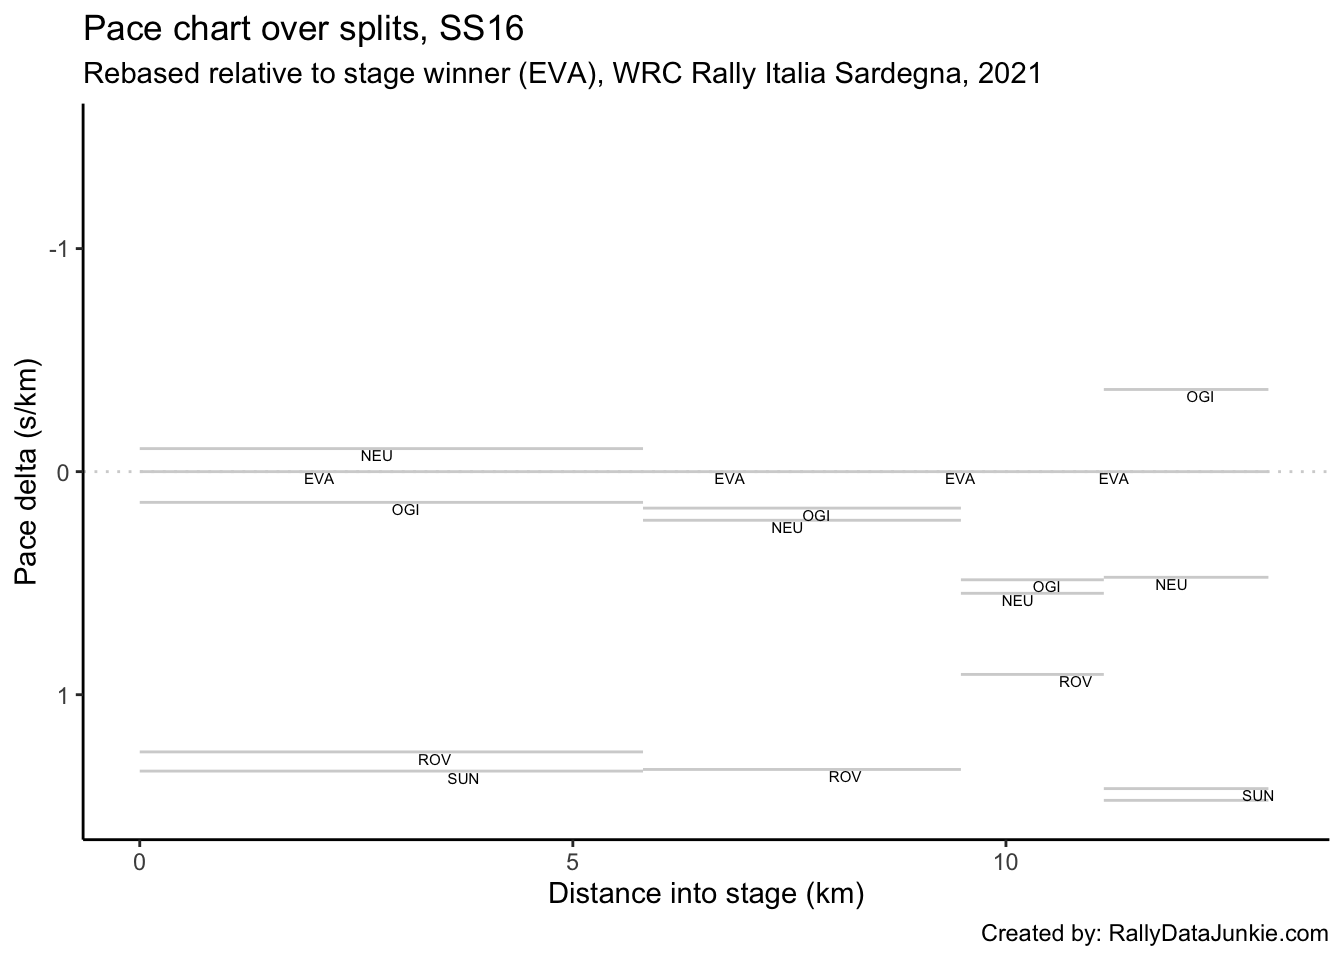 Pace chart over splits, SS16
Rebased relative to stage winner (EVA), WRC Rally Italia Sardegna, 2021
Pace delta (s/km)
-1
0
1
OGI
NEU
EVA
EVA
EVA
EVA
OGI
OGI
NEU
OGI
NEU
NEU
ROV
ROV
SUN
ROV
SUN
0
5
10
Distance into stage (km)
Created by: RallyDataJunkie.com